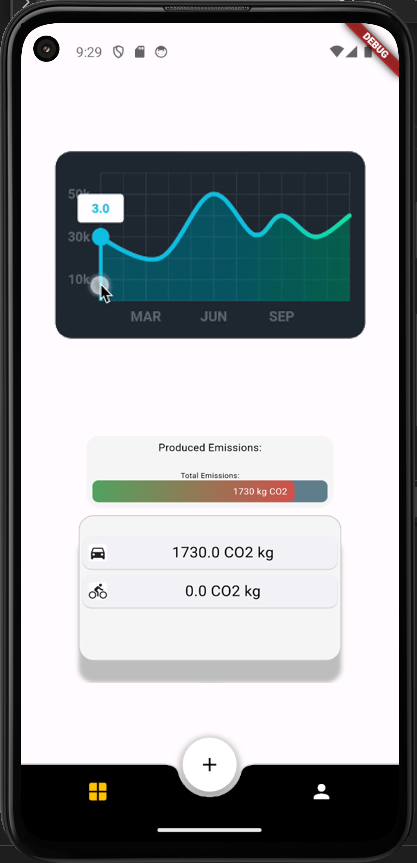 9:29
DEBUG
50k
3.0
30k
10k
MAR JUN SEP
Produced Emissions:
Total Emissions:
1730 kg CO2
1730.0 CO2 kg
0.0 CO2 kg
+